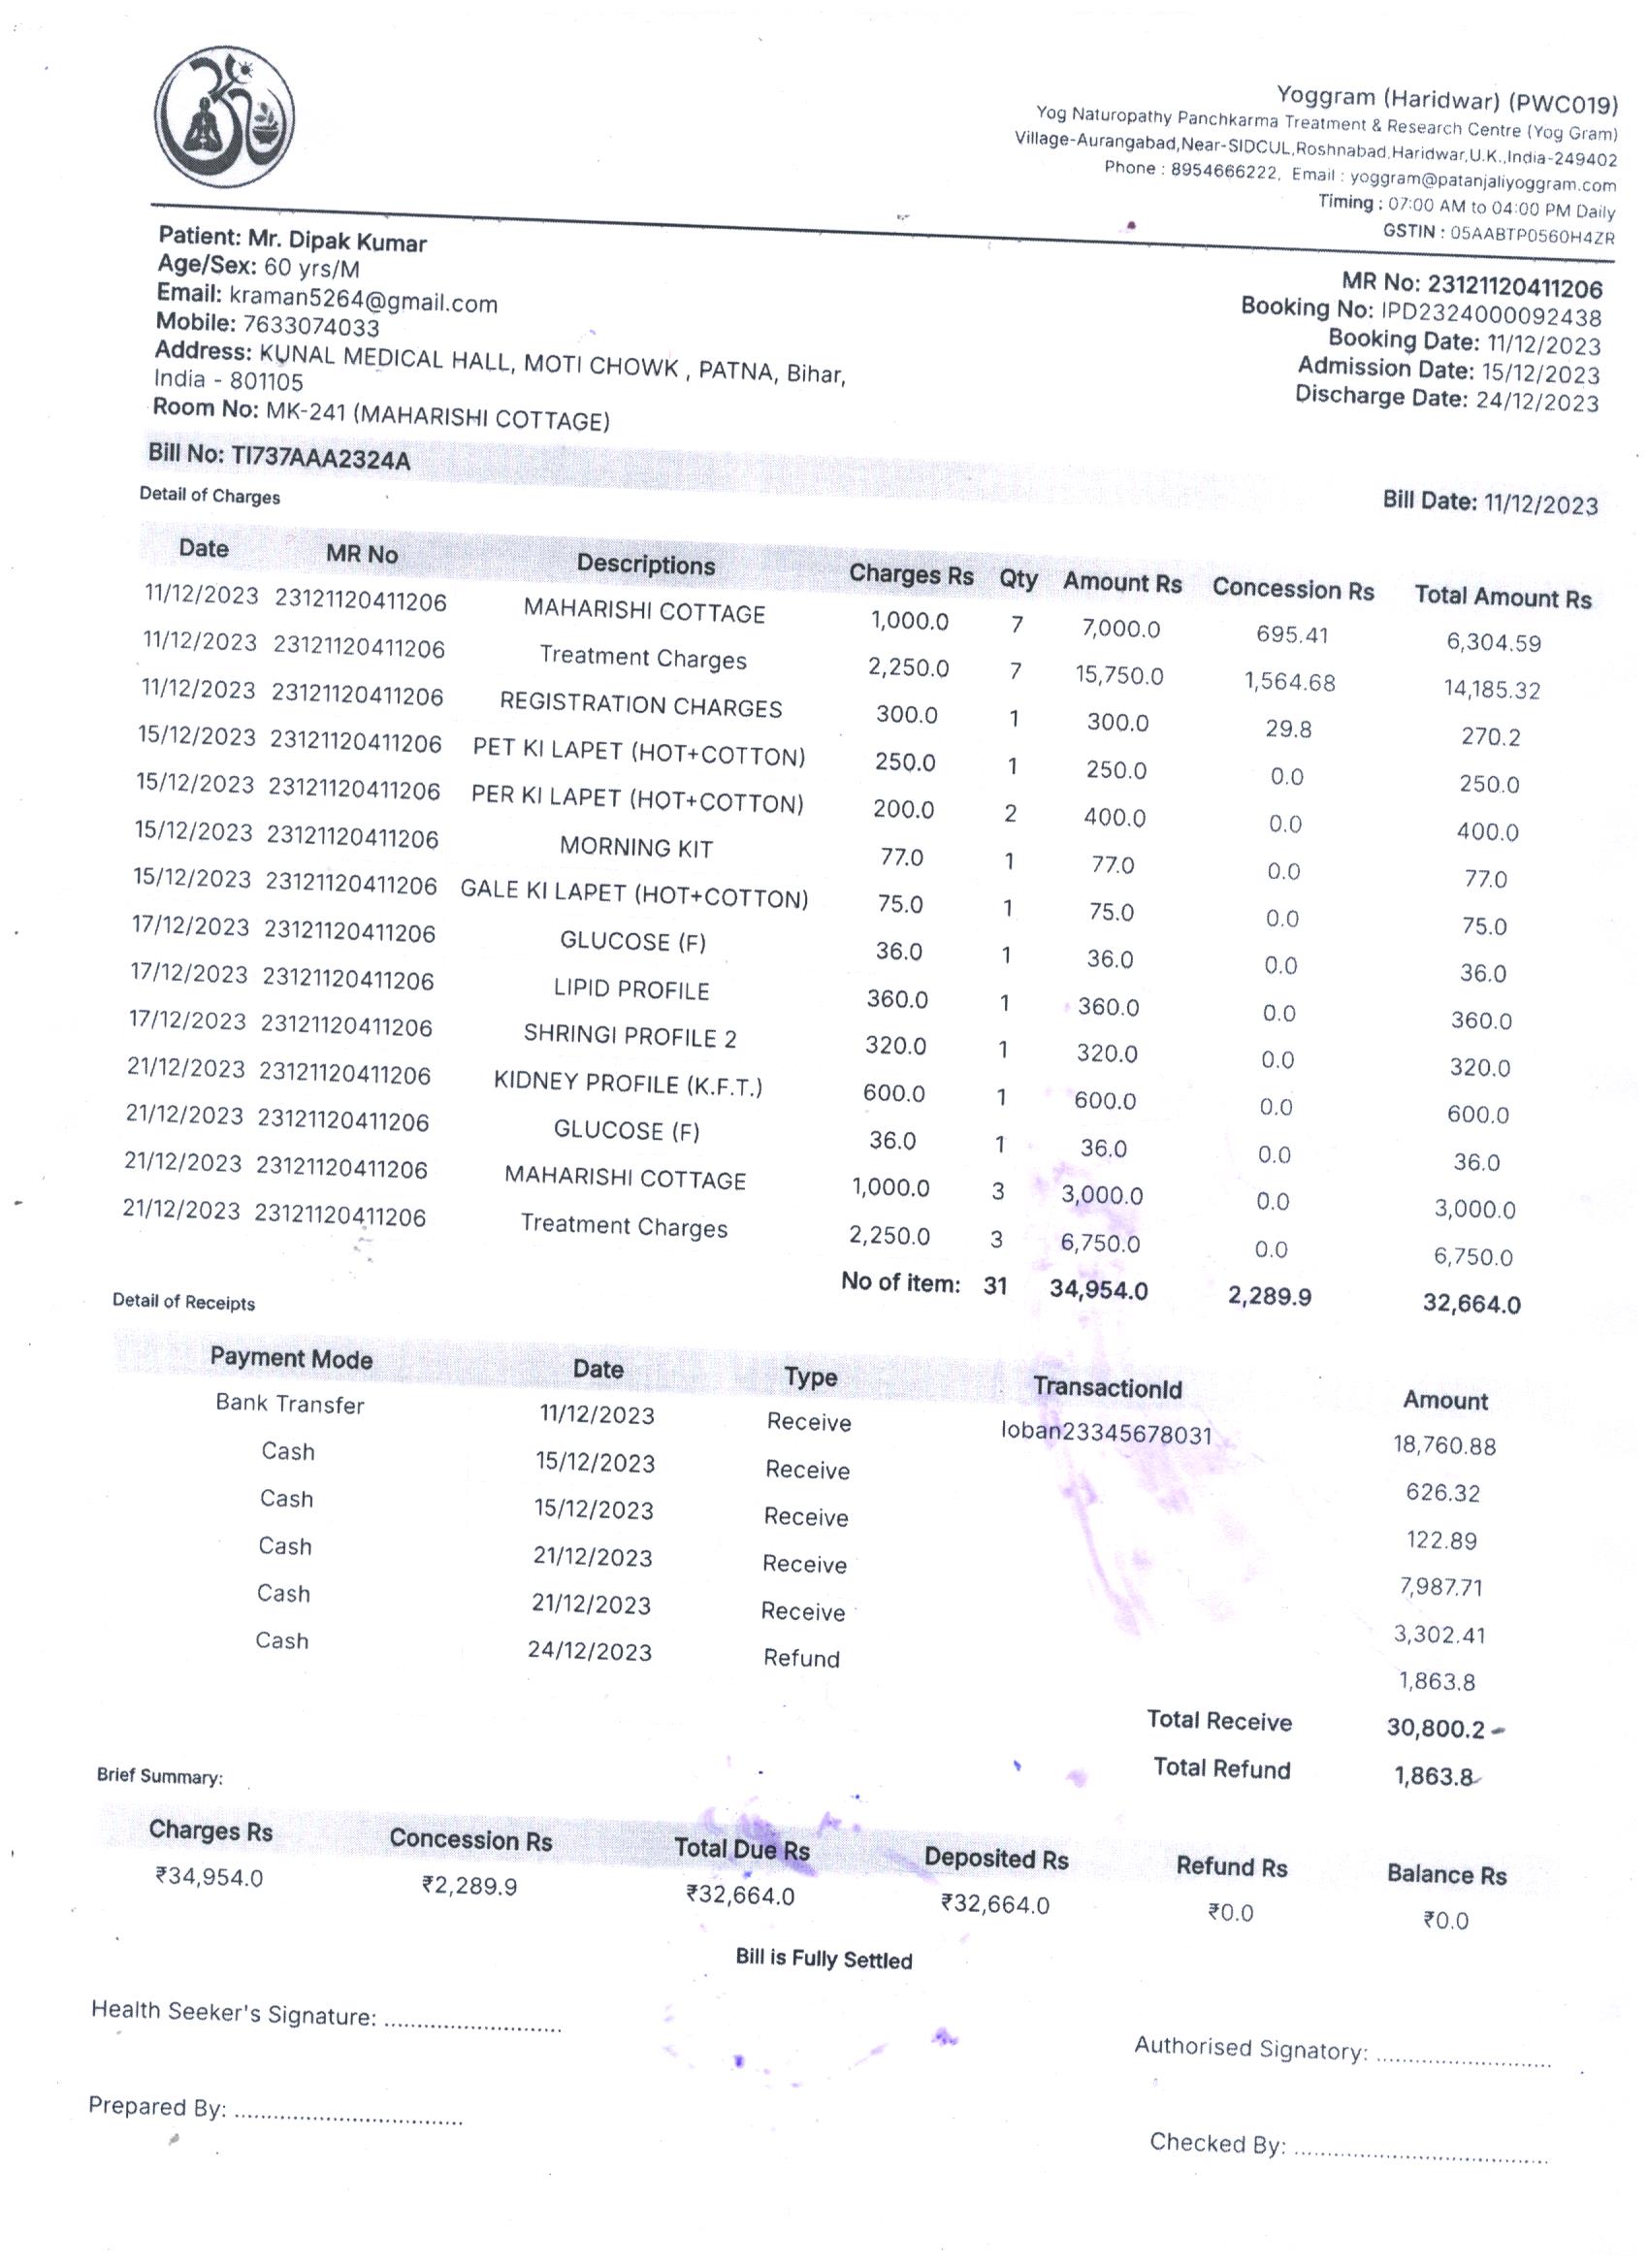 Yoggram (Haridwar) (PWC019)
Yog Naturopathy Panchkarma Treatment & Research Centre (Yog Gram)
Village-Aurangabad,Near-SIDCUL,Roshnabad,Haridwar,U.K.,India-249402
Phone : 8954666222, Email : yoggram@patanjaliyoggram.com
Timing : 07:00 AM to 04:00 PM Daily
GSTIN : 05AABTP0560H4ZR
Patient: Mr. Dipak Kumar
Age/Sex: 60 yrs/M
Email: kraman5264@gmail.com
Mobile: 7633074033
Address: KUNAL MEDICAL HALL, MOTI CHOWK , PATNA, Bihar,
India - 801105
Room No: MK-241 (MAHARISHI COTTAGE)
MR No: 23121120411206
Booking No: IPD2324000092438
Booking Date: 11/12/2023
Admission Date: 15/12/2023
Discharge Date: 24/12/2023
Bill No: TI737AAA2324A
Bill Date: 11/12/2023
Detail of Charges
Date MR No Descriptions Charges Rs Qty Amount Rs Concession Rs Total Amount Rs
11/12/2023 23121120411206 MAHARISHI COTTAGE 1,000.0 7 7,000.0 695.41 6,304.59
11/12/2023 23121120411206 Treatment Charges 2,250.0 7 15,750.0 1,564.68 14,185.32
11/12/2023 23121120411206 REGISTRATION CHARGES 300.0 1 300.0 29.8 270.2
15/12/2023 23121120411206 PET KI LAPET (HOT+COTTON) 250.0 1 250.0 0.0 250.0
15/12/2023 23121120411206 PER KI LAPET (HOT+COTTON) 200.0 2 400.0 0.0 400.0
15/12/2023 23121120411206 MORNING KIT 77.0 1 77.0 0.0 77.0
15/12/2023 23121120411206 GALE KI LAPET (HOT+COTTON) 75.0 1 75.0 0.0 75.0
17/12/2023 23121120411206 GLUCOSE (F) 36.0 1 36.0 0.0 36.0
17/12/2023 23121120411206 LIPID PROFILE 360.0 1 360.0 0.0 360.0
17/12/2023 23121120411206 SHRINGI PROFILE 2 320.0 1 320.0 0.0 320.0
21/12/2023 23121120411206 KIDNEY PROFILE (K.F.T.) 600.0 1 600.0 0.0 600.0
21/12/2023 23121120411206 GLUCOSE (F) 36.0 1 36.0 0.0 36.0
21/12/2023 23121120411206 MAHARISHI COTTAGE 1,000.0 3 3,000.0 0.0 3,000.0
21/12/2023 23121120411206 Treatment Charges 2,250.0 3 6,750.0 0.0 6,750.0
No of item: 31 34,954.0 2,289.9 32,664.0
Detail of Receipts
Payment Mode Date Type TransactionId Amount
Bank Transfer 11/12/2023 Receive Ioban23345678031 18,760.88
Cash 15/12/2023 Receive 626.32
Cash 15/12/2023 Receive 122.89
Cash 21/12/2023 Receive 7,987.71
Cash 21/12/2023 Receive 3,302.41
Cash 24/12/2023 Refund 1,863.8
Total Receive 30,800.2
Total Refund 1,863.8
Brief Summary:
Charges Rs Concession Rs Total Due Rs Deposited Rs Refund Rs Balance Rs
₹34,954.0 ₹2,289.9 ₹32,664.0 ₹32,664.0 ₹0.0 ₹0.0
Bill is Fully Settled
Health Seeker's Signature: ............................
Authorised Signatory: ............................
Prepared By: ....................................
Checked By: ........................................